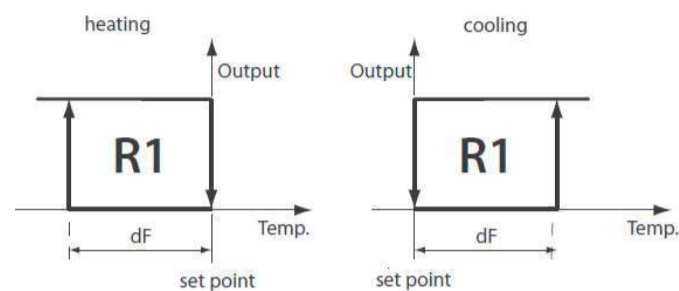 heating
cooling
Output
Output
R1
R1
dF
Temp.
dF
Temp.
set point
set point